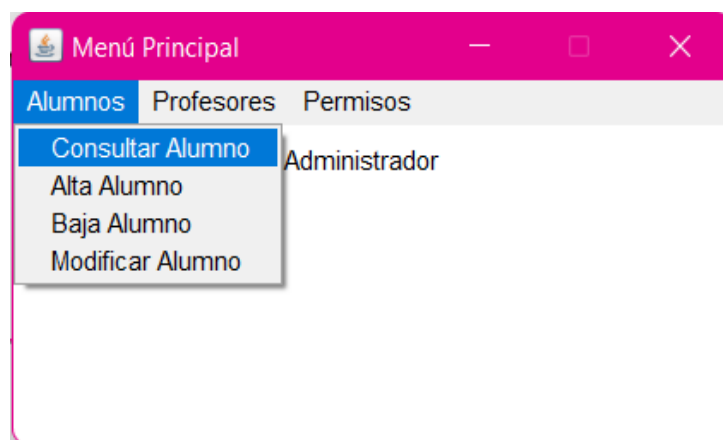 Menú Principal
Alumnos Profesores Permisos
Consultar Alumno
Administrador
Alta Alumno
Baja Alumno
Modificar Alumno